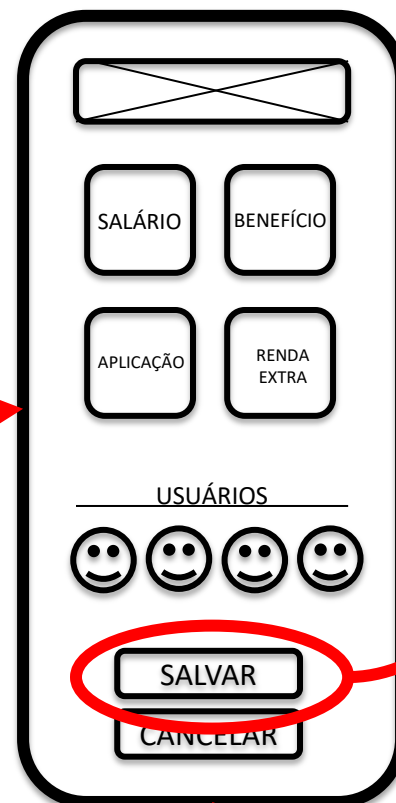 SALÁRIO
BENEFÍCIO
APLICAÇÃO
RENDA
EXTRA
USUÁRIOS
SALVAR
CANCELAR